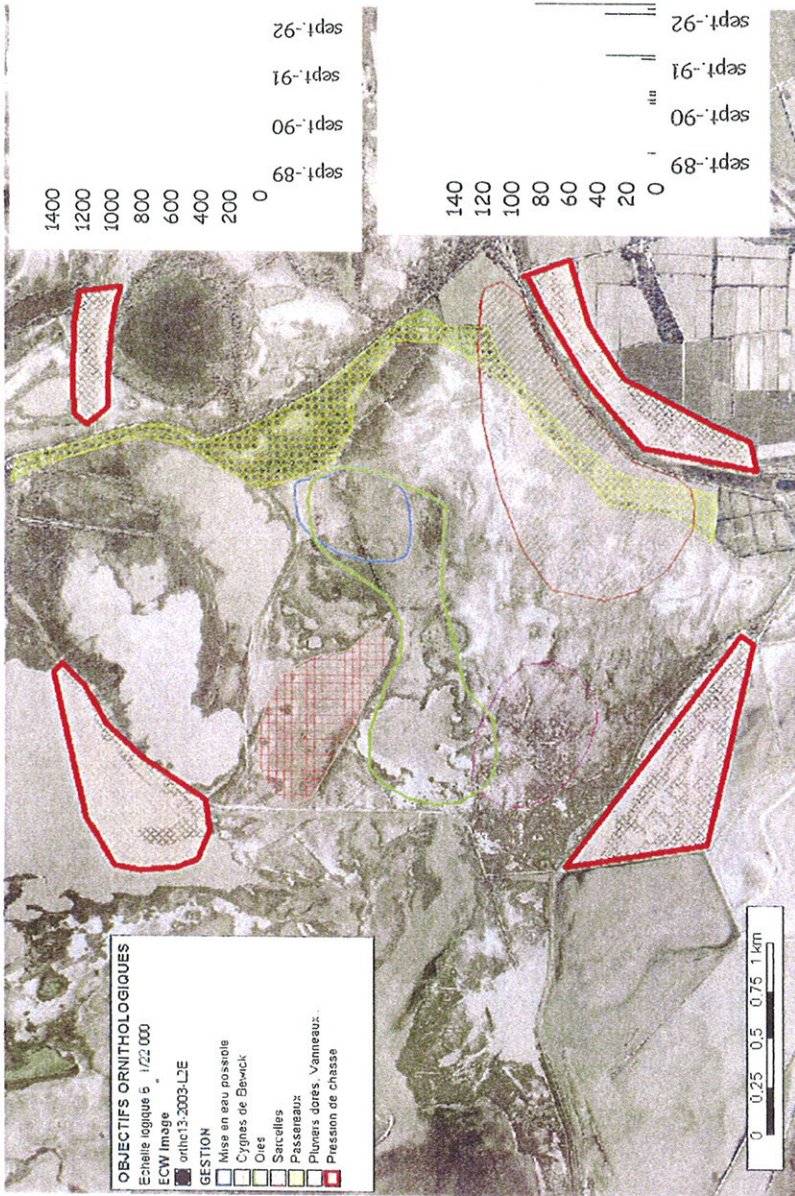 OBJECTIFS ORNITHOLOGIQUES
Echelle logique à 1/22 000
ECW Image
ortho13-2003-L2E
GESTION
Mise en eau possible
Cygnes de Bewick
Oies
Sarcelles
Passereaux
Pluviers dorés, Vanneaux...
Pression de chasse
0 0.25 0.5 0.75 1 km
1400
1200
1000
800
600
400
200
0
sept.-89
sept.-90
sept.-91
sept.-92
140
120
100
80
60
40
20
0
sept.-89
sept.-90
sept.-91
sept.-92